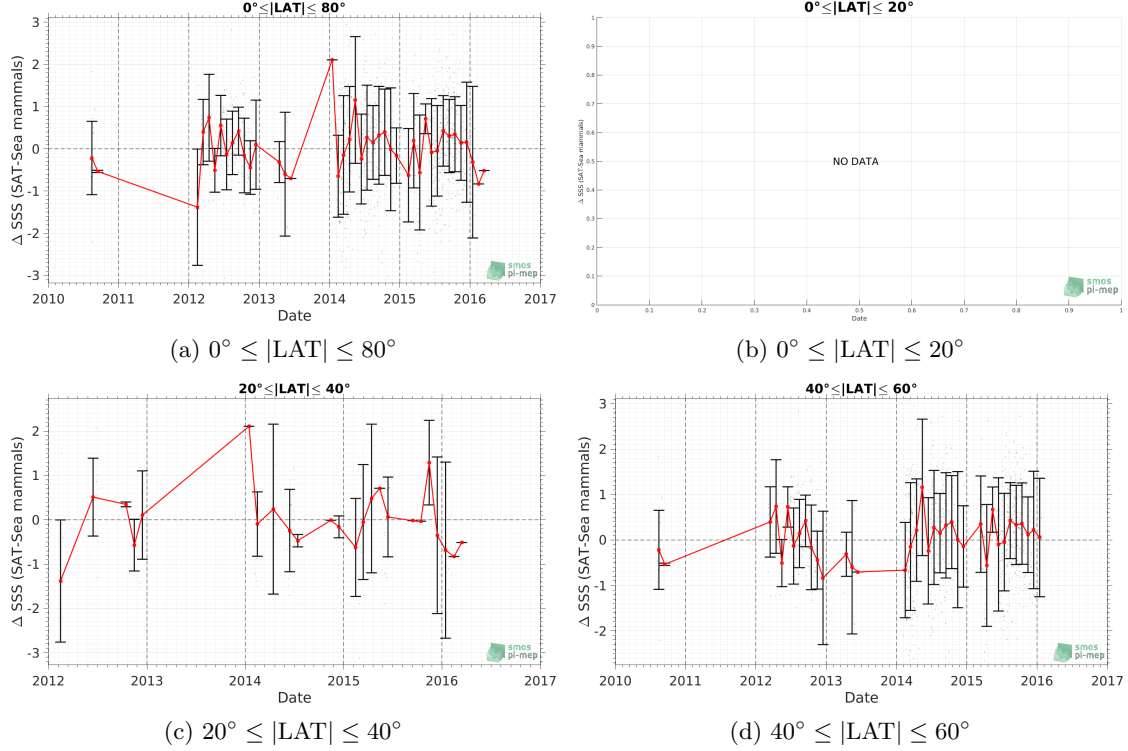 0°≤|LAT|≤ 80°
Δ SSS (SAT-Sea mammals)
3
2
1
0
-1
-2
-3
2010 2011 2012 2013 2014 2015 2016 2017
Date
smos
pi-mep
(a) 0° ≤ |LAT| ≤ 80°
0°≤|LAT|≤ 20°
Δ SSS (SAT-Sea mammals)
1
0.9
0.8
0.7
0.6
0.5
0.4
0.3
0.2
0.1
0
NO DATA
0 0.1 0.2 0.3 0.4 0.5 0.6 0.7 0.8 0.9 1
Date
smos
pi-mep
(b) 0° ≤ |LAT| ≤ 20°
20°≤|LAT|≤ 40°
Δ SSS (SAT-Sea mammals)
2
1
0
-1
-2
-3
2012 2013 2014 2015 2016 2017
Date
smos
pi-mep
(c) 20° ≤ |LAT| ≤ 40°
40°≤|LAT|≤ 60°
Δ SSS (SAT-Sea mammals)
3
2
1
0
-1
-2
2010 2011 2012 2013 2014 2015 2016 2017
Date
smos
pi-mep
(d) 40° ≤ |LAT| ≤ 60°